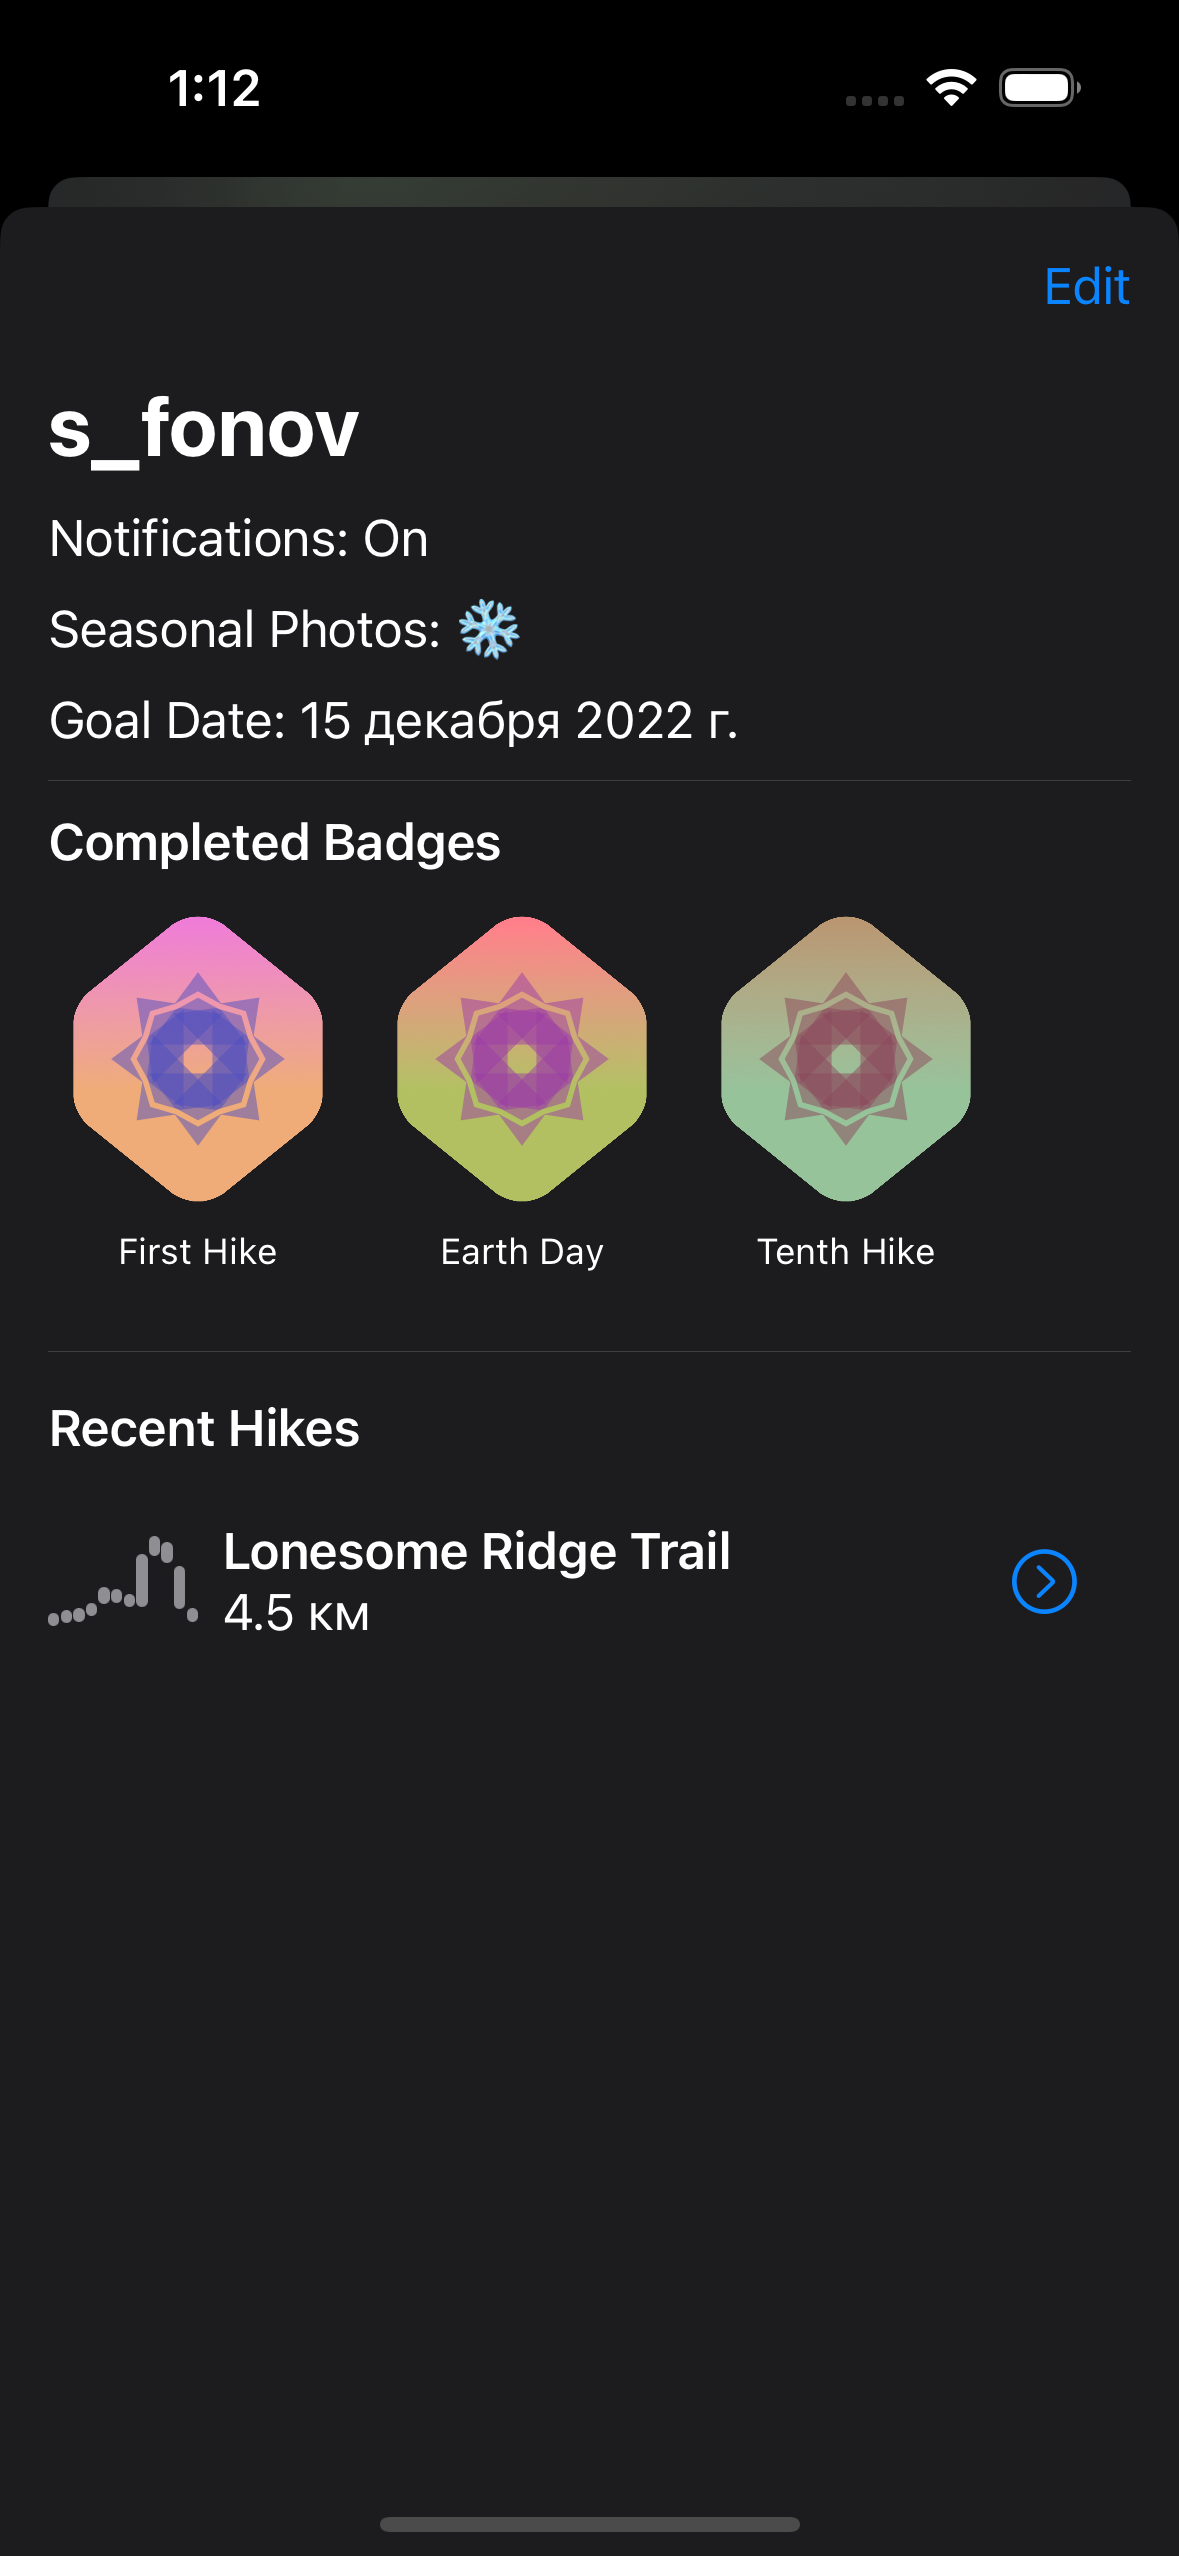 1:12
Edit
s_fonov
Notifications: On
Seasonal Photos: ❄️
Goal Date: 15 декабря 2022 г.
Completed Badges
First Hike
Earth Day
Tenth Hike
Recent Hikes
Lonesome Ridge Trail
4.5 км